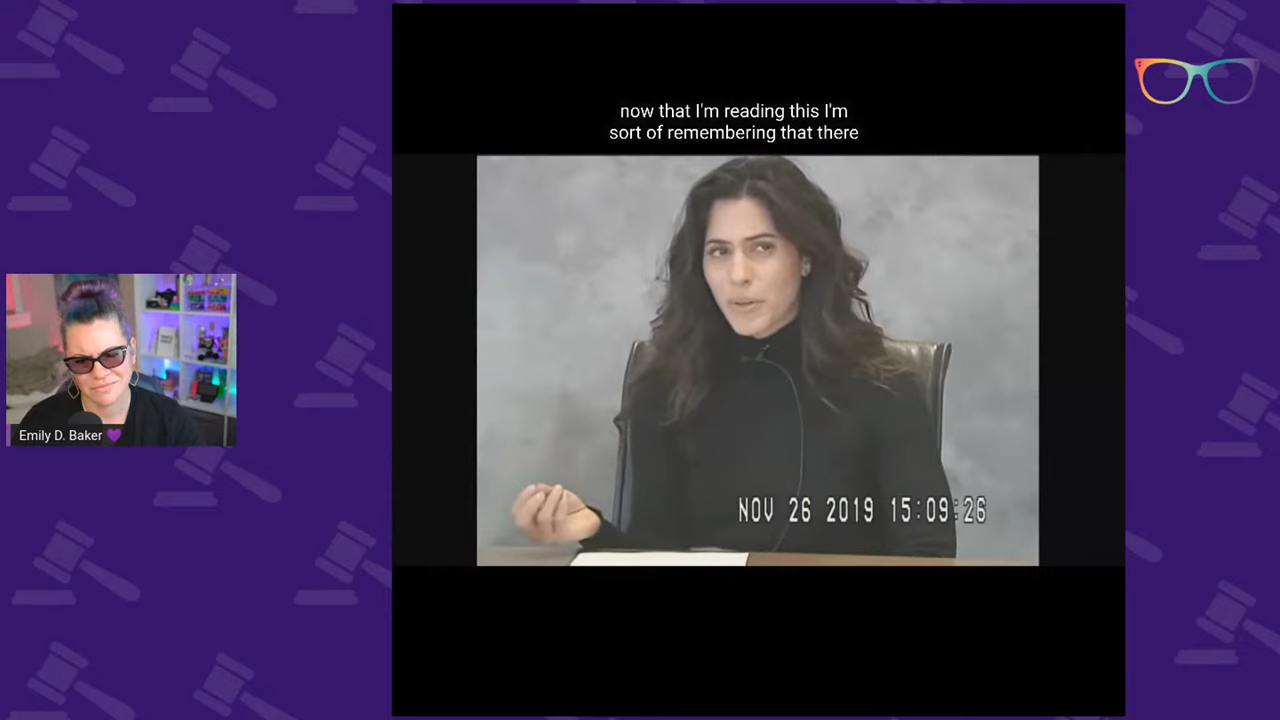 now that I'm reading this I'm
sort of remembering that there
NOV 26 2019 15:09:26
Emily D. Baker 💜